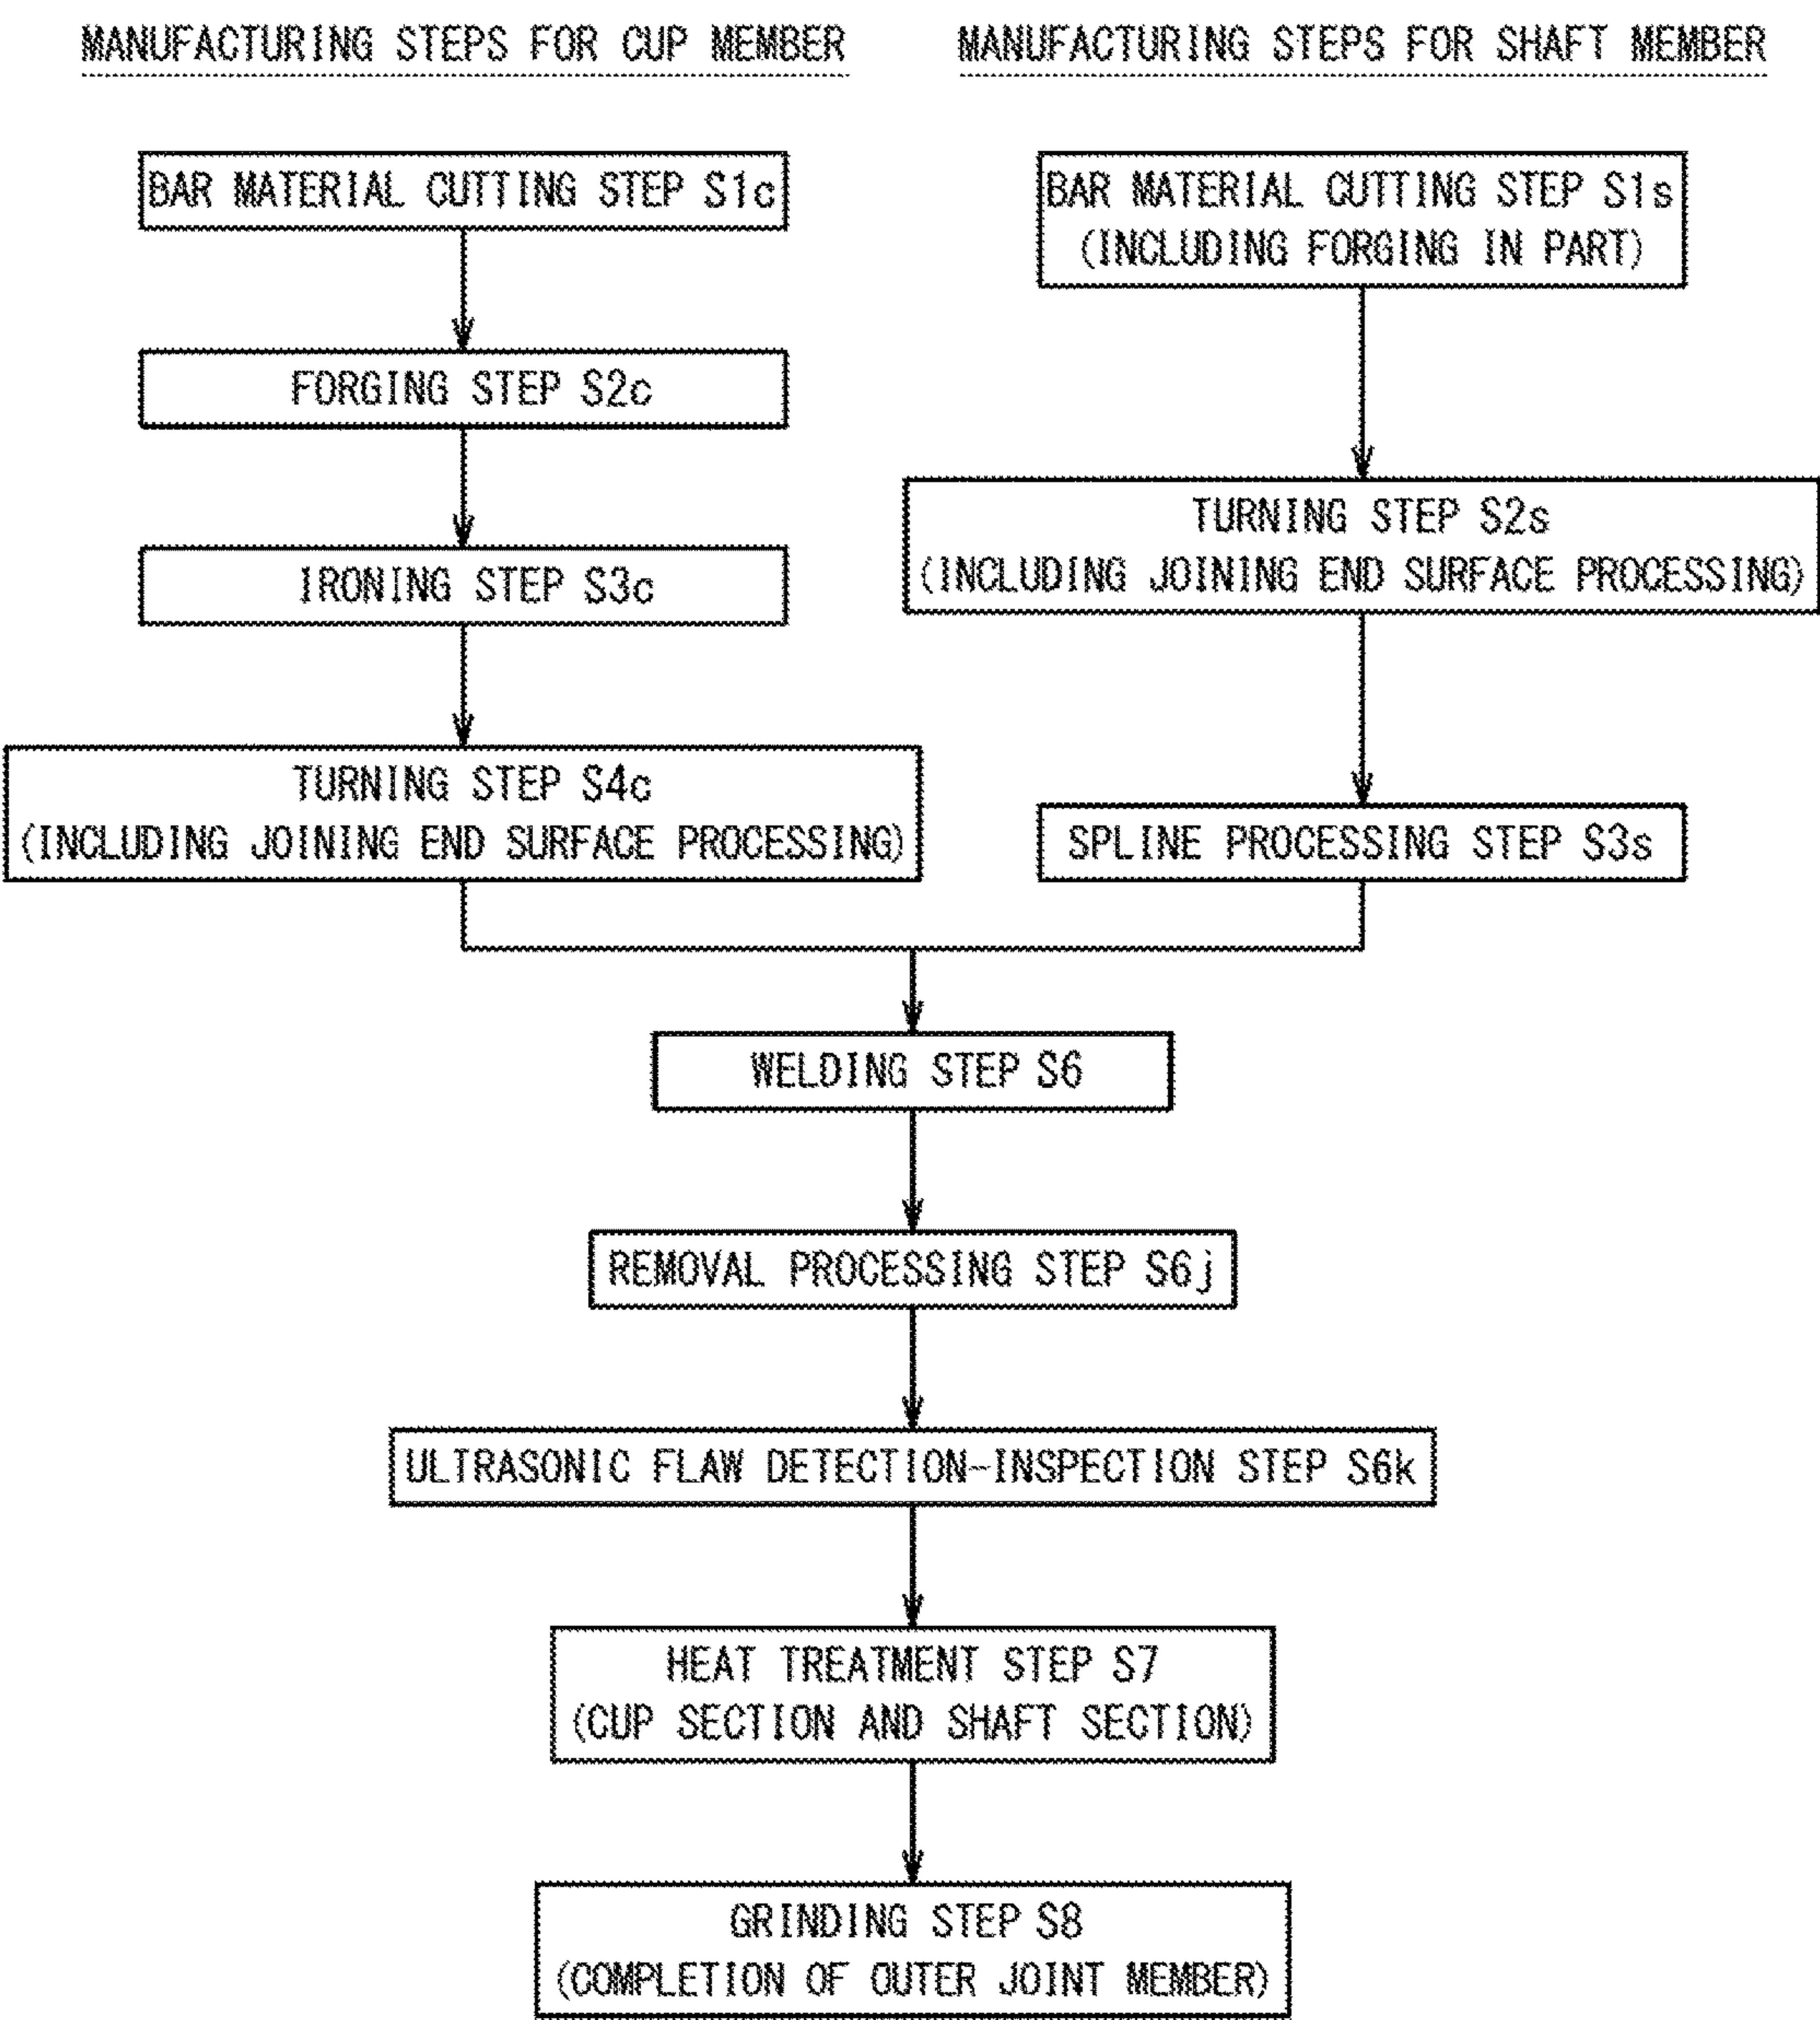 MANUFACTURING STEPS FOR CUP MEMBER
MANUFACTURING STEPS FOR SHAFT MEMBER
BAR MATERIAL CUTTING STEP S1c
FORGING STEP S2c
IRONING STEP S3c
TURNING STEP S4c
(INCLUDING JOINING END SURFACE PROCESSING)
BAR MATERIAL CUTTING STEP S1s
(INCLUDING FORGING IN PART)
TURNING STEP S2s
(INCLUDING JOINING END SURFACE PROCESSING)
SPLINE PROCESSING STEP S3s
WELDING STEP S6
REMOVAL PROCESSING STEP S6j
ULTRASONIC FLAW DETECTION-INSPECTION STEP S6k
HEAT TREATMENT STEP S7
(CUP SECTION AND SHAFT SECTION)
GRINDING STEP S8
(COMPLETION OF OUTER JOINT MEMBER)